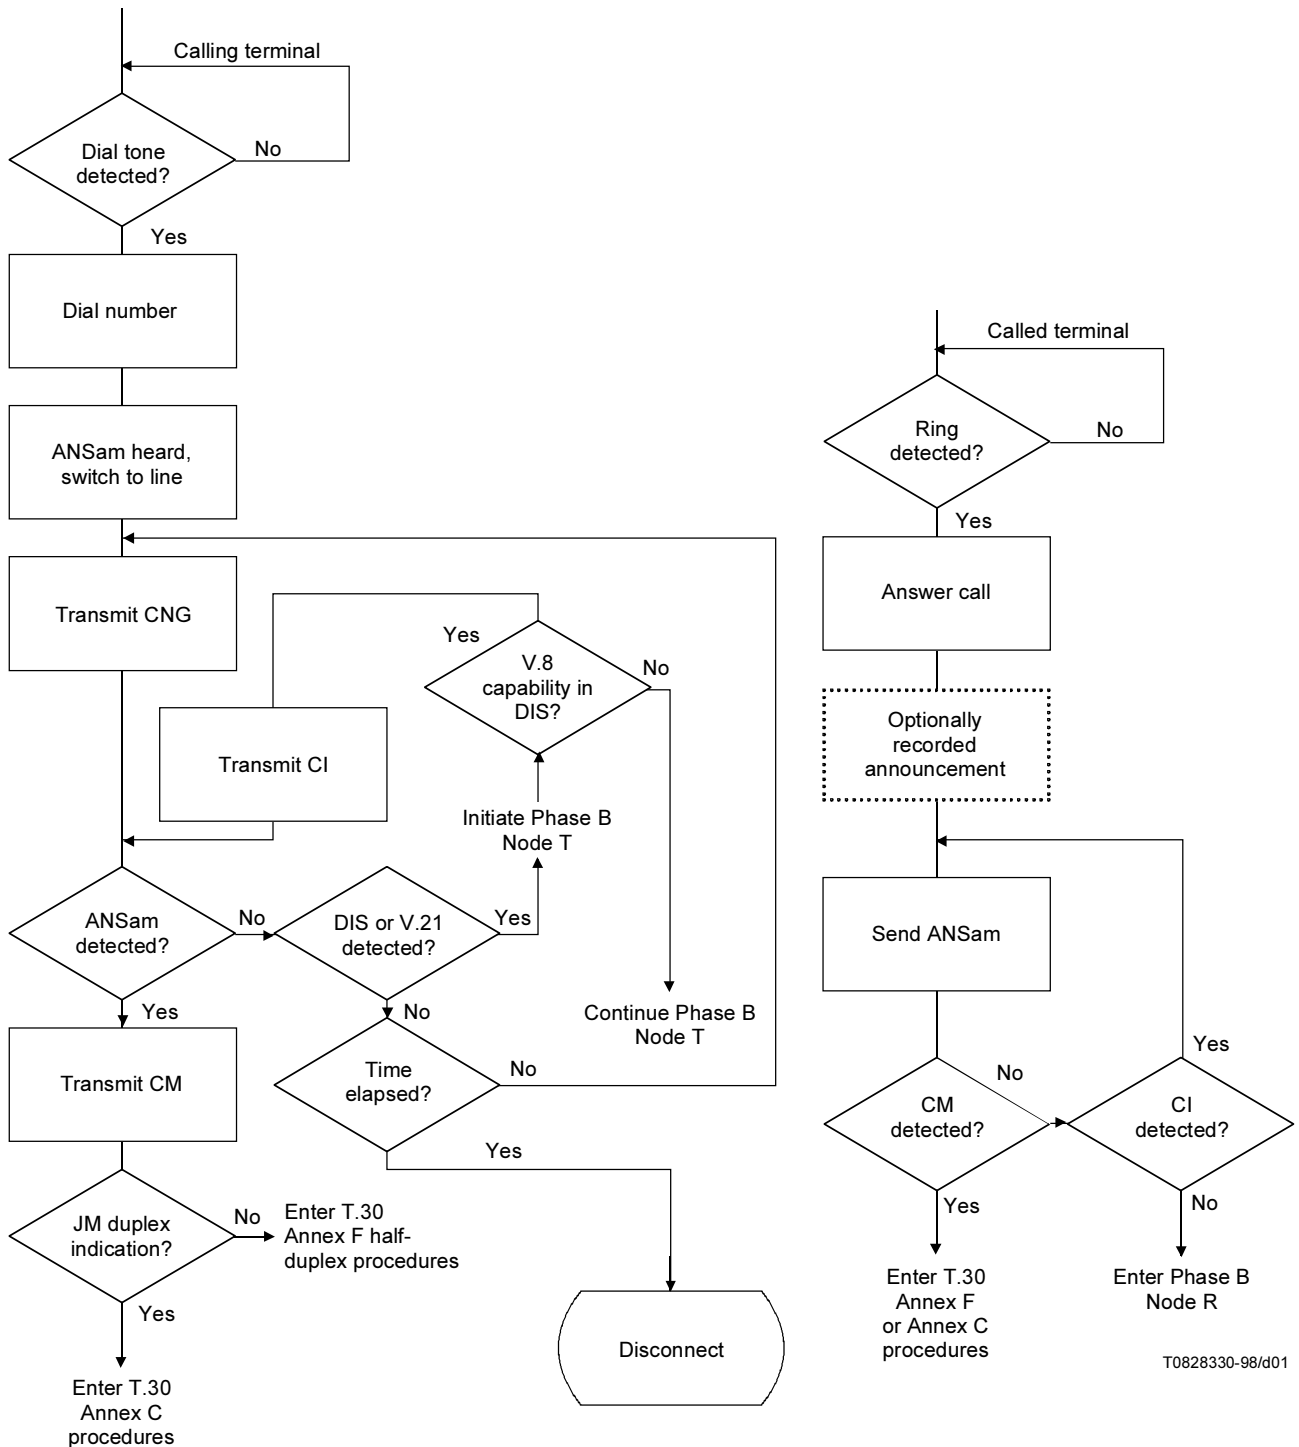 Calling terminal
Dial tone
detected?
No
Yes
Dial number
ANSam heard,
switch to line
Transmit CNG
Transmit CI
Yes
V.8
capability in
DIS?
No
Initiate Phase B
Node T
ANSam
detected?
No
DIS or V.21
detected?
Yes
Continue Phase B
Node T
Yes
No
Transmit CM
Time
elapsed?
No
Yes
JM duplex
indication?
No
Enter T.30
Annex F half-
duplex procedures
Yes
Enter T.30
Annex C
procedures
Disconnect
Called terminal
Ring
detected?
No
Yes
Answer call
Optionally
recorded
announcement
Send ANSam
CM
detected?
No
CI
detected?
Yes
Yes
No
Enter T.30
Annex F
or Annex C
procedures
Enter Phase B
Node R
T0828330-98/d01